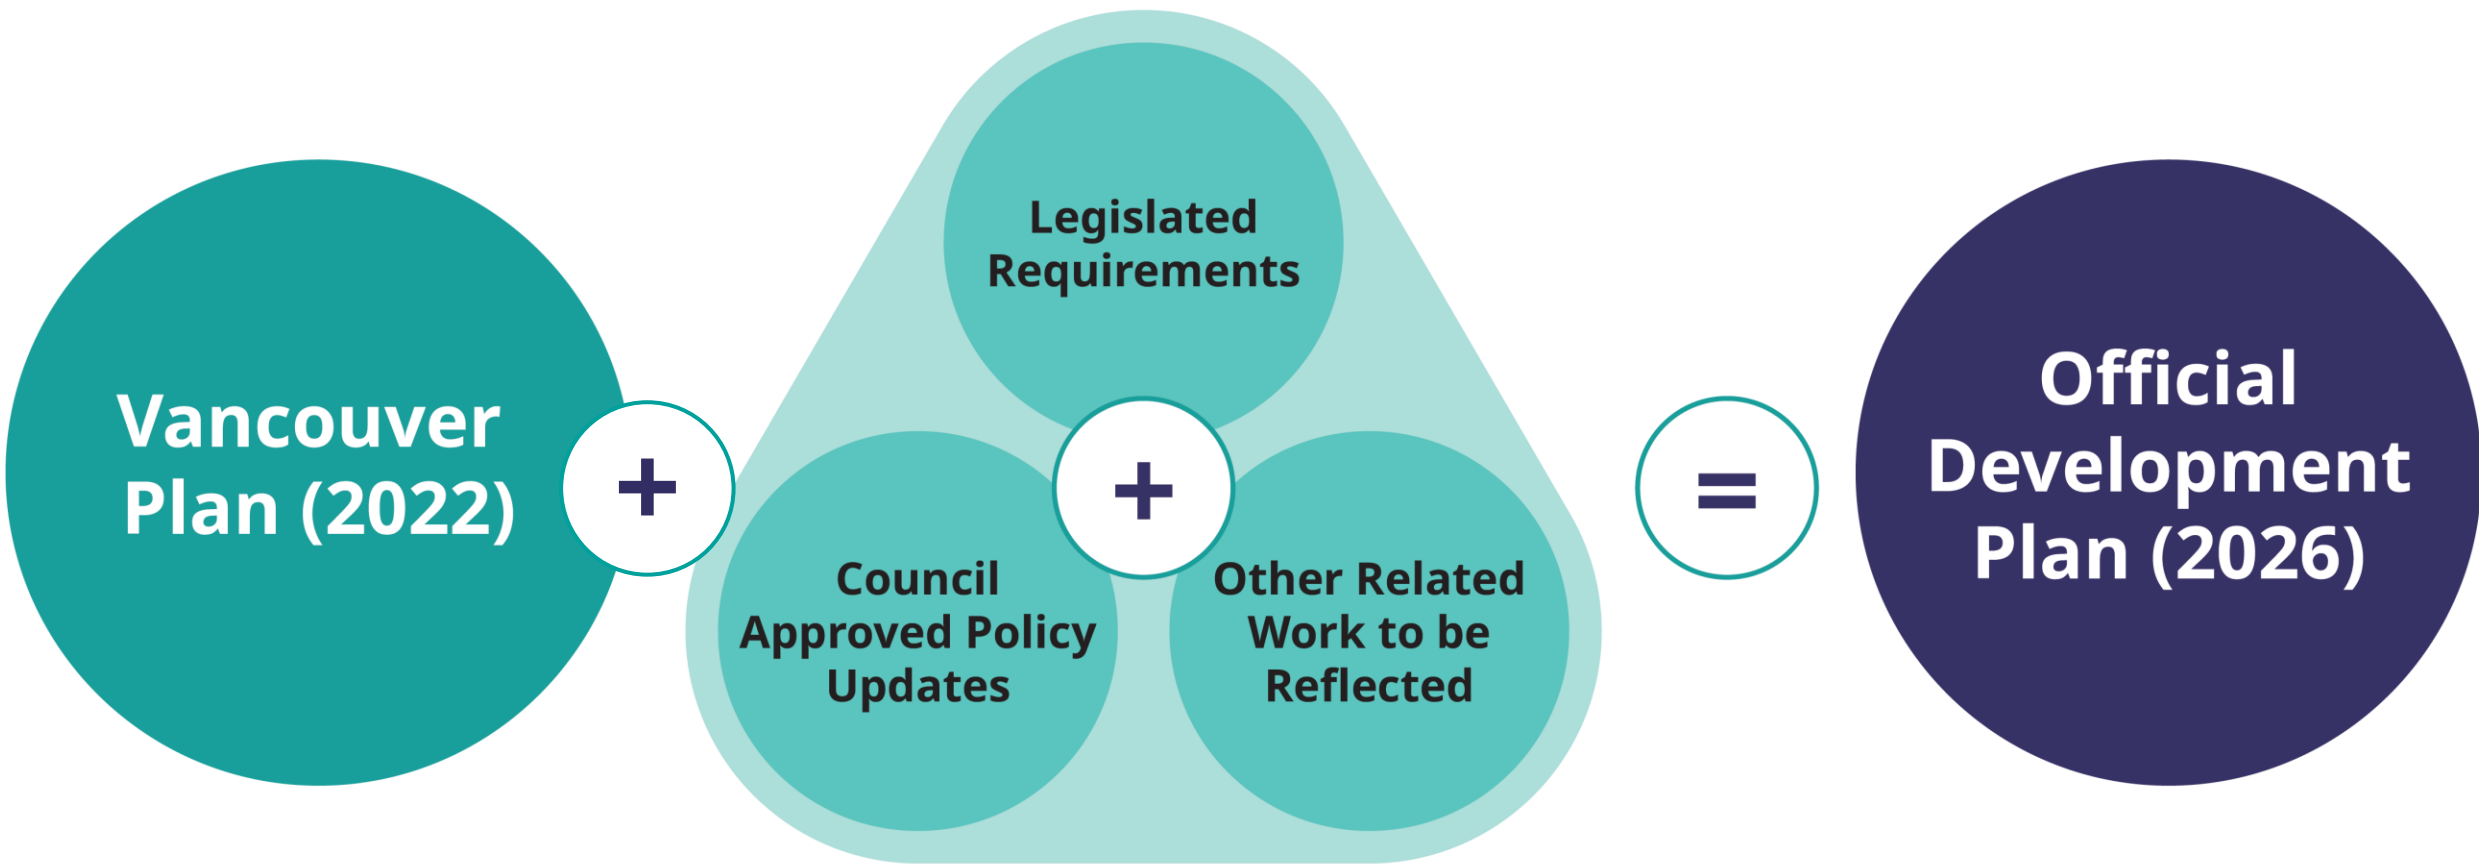 Vancouver
Plan (2022)
+
Legislated
Requirements
+
Council
Approved Policy
Updates
Other Related
Work to be
Reflected
=
Official
Development
Plan (2026)